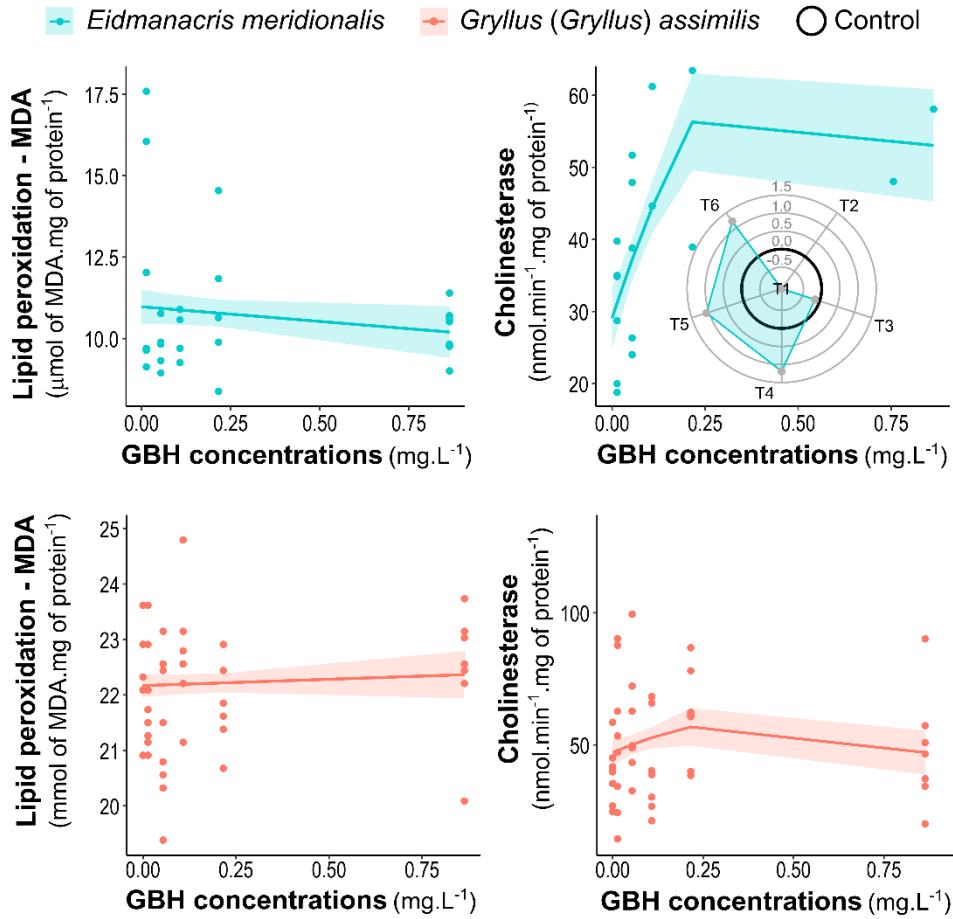 Eidmanacris meridionalis Gryllus (Gryllus) assimilis Control
Lipid peroxidation - MDA
(µmol of MDA.mg of protein⁻¹)
17.5
15.0
12.5
10.0
0.00 0.25 0.50 0.75
GBH concentrations (mg.L⁻¹)
Cholinesterase
(nmol.min⁻¹.mg of protein⁻¹)
60
50
40
30
20
1.5
1.0
0.5
0.0
-0.5
T1
T2
T3
T4
T5
T6
0.00 0.25 0.50 0.75
GBH concentrations (mg.L⁻¹)
Lipid peroxidation - MDA
(mmol of MDA.mg of protein⁻¹)
25
24
23
22
21
20
0.00 0.25 0.50 0.75
GBH concentrations (mg.L⁻¹)
Cholinesterase
(nmol.min⁻¹.mg of protein⁻¹)
100
50
0.00 0.25 0.50 0.75
GBH concentrations (mg.L⁻¹)